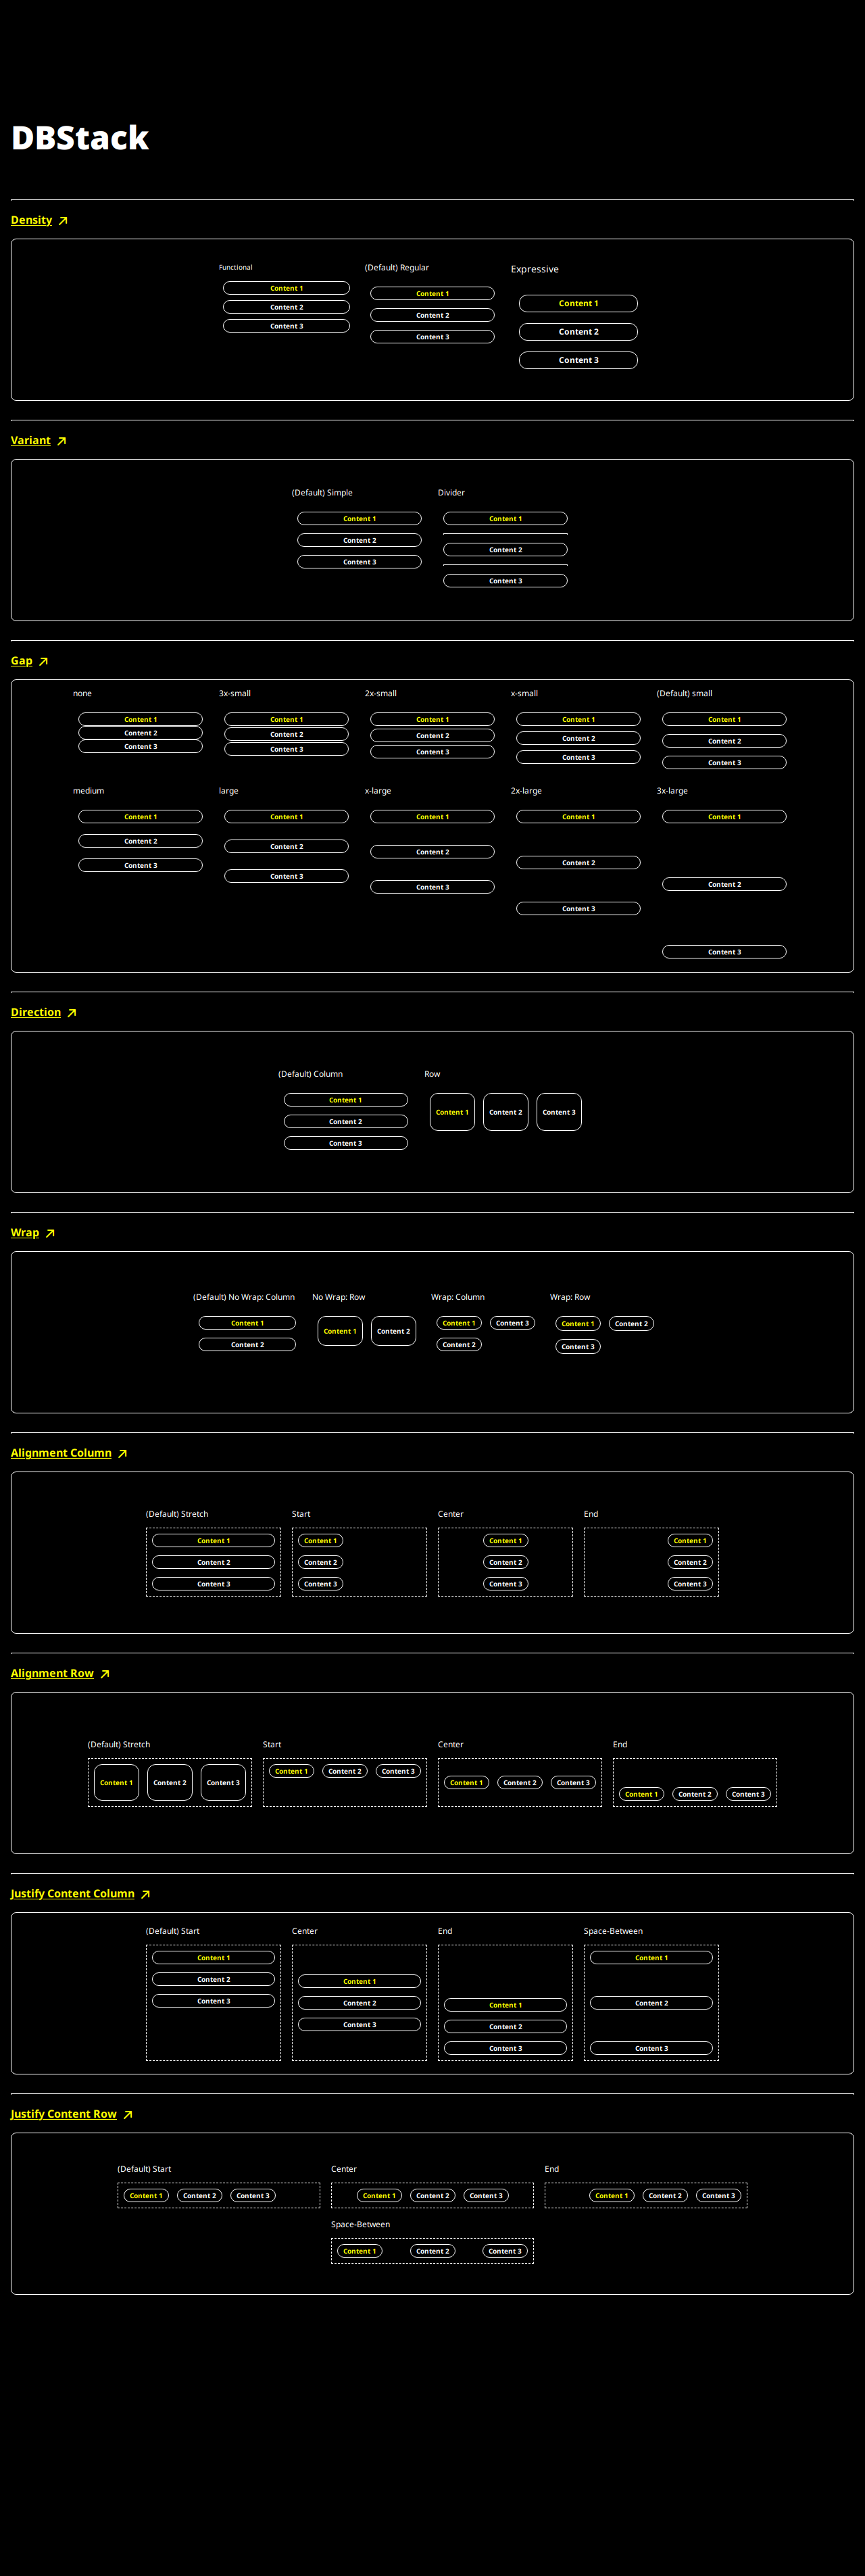 DBStack
Density
Functional (Default) Regular Expressive
Content 1 Content 1 Content 1
Content 2 Content 2 Content 2
Content 3 Content 3 Content 3
Variant
(Default) Simple Divider
Content 1 Content 1
Content 2 Content 2
Content 3 Content 3
Gap
none 3x-small 2x-small x-small (Default) small
Content 1 Content 1 Content 1 Content 1 Content 1
Content 2 Content 2 Content 2 Content 2 Content 2
Content 3 Content 3 Content 3 Content 3 Content 3
medium large x-large 2x-large 3x-large
Content 1 Content 1 Content 1 Content 1 Content 1
Content 2 Content 2 Content 2 Content 2 Content 2
Content 3 Content 3 Content 3 Content 3 Content 3
Direction
(Default) Column Row
Content 1 Content 1 Content 2 Content 3
Content 2
Content 3
Wrap
(Default) No Wrap: Column No Wrap: Row Wrap: Column Wrap: Row
Content 1 Content 1 Content 2 Content 1 Content 3 Content 1 Content 2
Content 2 Content 2 Content 3
Alignment Column
(Default) Stretch Start Center End
Content 1 Content 1 Content 1 Content 1
Content 2 Content 2 Content 2 Content 2
Content 3 Content 3 Content 3 Content 3
Alignment Row
(Default) Stretch Start Center End
Content 1 Content 2 Content 3 Content 1 Content 2 Content 3 Content 1 Content 2 Content 3 Content 1 Content 2 Content 3
Justify Content Column
(Default) Start Center End Space-Between
Content 1 Content 1 Content 1 Content 1
Content 2 Content 2 Content 2 Content 2
Content 3 Content 3 Content 3 Content 3
Justify Content Row
(Default) Start Center End
Content 1 Content 2 Content 3 Content 1 Content 2 Content 3 Content 1 Content 2 Content 3
Space-Between
Content 1 Content 2 Content 3